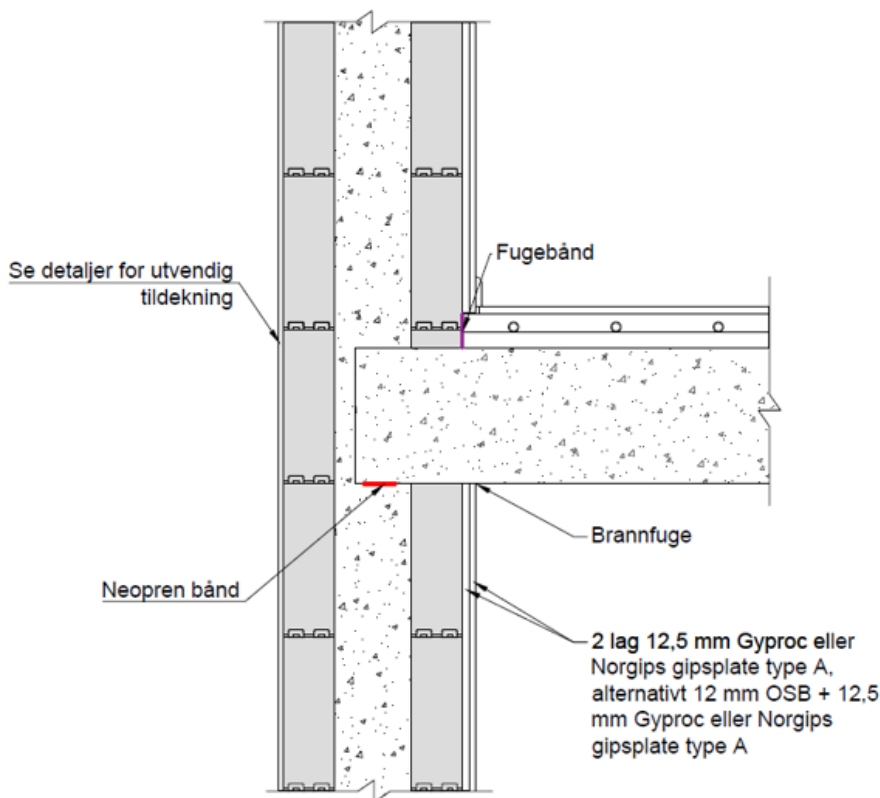 Fugebånd
Se detaljer for utvendig
tildekning
Brannfuge
Neopren bånd
2 lag 12,5 mm Gyproc eller
Norgips gipsplate type A,
alternativt 12 mm OSB + 12,5
mm Gyproc eller Norgips
gipsplate type A